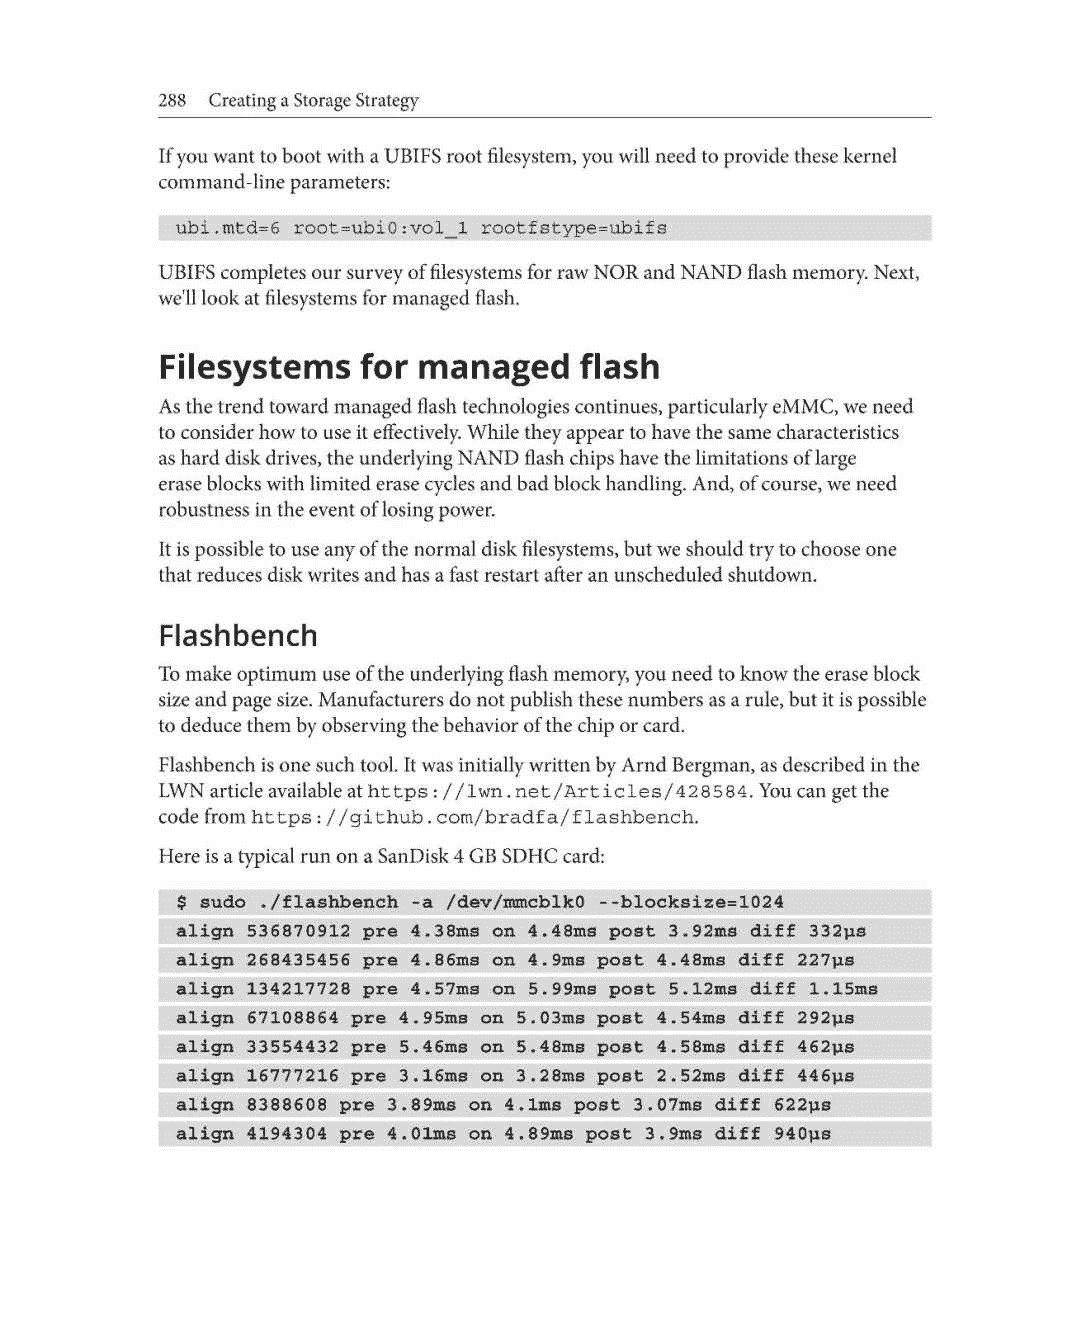 288 Creating a Storage Strategy
If you want to boot with a UBIFS root filesystem, you will need to provide these kernel
command-line parameters:
ubi.mtd=6 root=ubi0:vol_1 rootfstype=ubifs
UBIFS completes our survey of filesystems for raw NOR and NAND flash memory. Next,
we'll look at filesystems for managed flash.
Filesystems for managed flash
As the trend toward managed flash technologies continues, particularly eMMC, we need
to consider how to use it effectively. While they appear to have the same characteristics
as hard disk drives, the underlying NAND flash chips have the limitations of large
erase blocks with limited erase cycles and bad block handling. And, of course, we need
robustness in the event of losing power.
It is possible to use any of the normal disk filesystems, but we should try to choose one
that reduces disk writes and has a fast restart after an unscheduled shutdown.
Flashbench
To make optimum use of the underlying flash memory, you need to know the erase block
size and page size. Manufacturers do not publish these numbers as a rule, but it is possible
to deduce them by observing the behavior of the chip or card.
Flashbench is one such tool. It was initially written by Arnd Bergman, as described in the
LWN article available at https://lwn.net/Articles/428584. You can get the
code from https://github.com/bradfa/flashbench.
Here is a typical run on a SanDisk 4 GB SDHC card:
$ sudo ./flashbench -a /dev/mmcblk0 --blocksize=1024
align 536870912 pre 4.38ms on 4.48ms post 3.92ms diff 332µs
align 268435456 pre 4.86ms on 4.9ms post 4.48ms diff 227µs
align 134217728 pre 4.57ms on 5.99ms post 5.12ms diff 1.15ms
align 67108864 pre 4.95ms on 5.03ms post 4.54ms diff 292µs
align 33554432 pre 5.46ms on 5.48ms post 4.58ms diff 462µs
align 16777216 pre 3.16ms on 3.28ms post 2.52ms diff 446µs
align 8388608 pre 3.89ms on 4.1ms post 3.07ms diff 622µs
align 4194304 pre 4.01ms on 4.89ms post 3.9ms diff 940µs